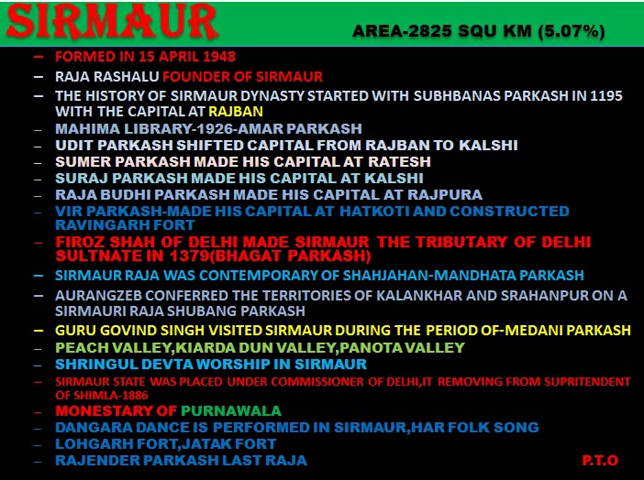 SIRMAUR
AREA-2825 SQU KM (5.07%)
– FORMED IN 15 APRIL 1948
– RAJA RASHALU FOUNDER OF SIRMAUR
– THE HISTORY OF SIRMAUR DYNASTY STARTED WITH SUBHBANAS PARKASH IN 1195
WITH THE CAPITAL AT RAJBAN
– MAHIMA LIBRARY-1926-AMAR PARKASH
– UDIT PARKASH SHIFTED CAPITAL FROM RAJBAN TO KALSHI
– SUMER PARKASH MADE HIS CAPITAL AT RATESH
– SURAJ PARKASH MADE HIS CAPITAL AT KALSHI
– RAJA BUDHI PARKASH MADE HIS CAPITAL AT RAJPURA
– VIR PARKASH-MADE HIS CAPITAL AT HATKOTI AND CONSTRUCTED
RAVINGARH FORT
– FIROZ SHAH OF DELHI MADE SIRMAUR THE TRIBUTARY OF DELHI
SULTNATE IN 1379(BHAGAT PARKASH)
– SIRMAUR RAJA WAS CONTEMPORARY OF SHAHJAHAN-MANDHATA PARKASH
– AURANGZEB CONFERRED THE TERRITORIES OF KALANKHAR AND SRAHANPUR ON A
SIRMAURI RAJA SHUBANG PARKASH
– GURU GOVIND SINGH VISITED SIRMAUR DURING THE PERIOD OF-MEDANI PARKASH
– PEACH VALLEY,KIARDA DUN VALLEY,PANOTA VALLEY
– SHRINGUL DEVTA WORSHIP IN SIRMAUR
– SIRMAUR STATE WAS PLACED UNDER COMMISSIONER OF DELHI,IT REMOVING FROM SUPRITENDENT
OF SHIMLA-1886
– MONESTARY OF PURNAWALA
– DANGARA DANCE IS PERFORMED IN SIRMAUR,HAR FOLK SONG
– LOHGARH FORT,JATAK FORT
– RAJENDER PARKASH LAST RAJA
P.T.O